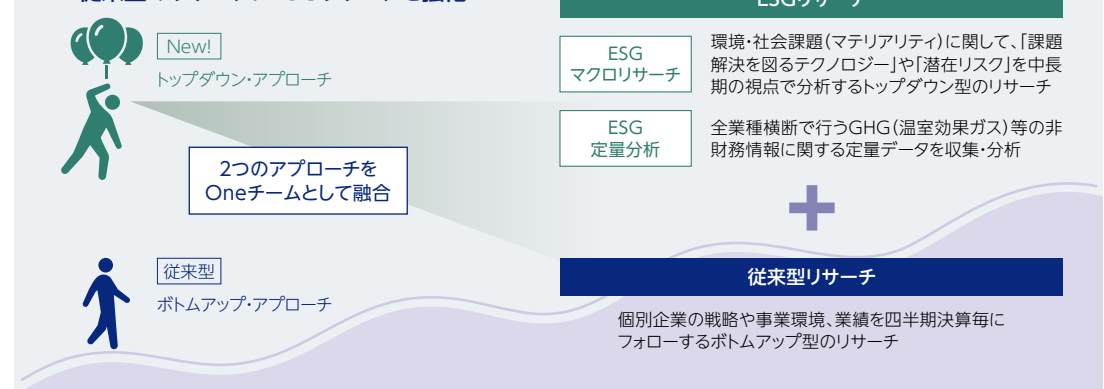 New!
トップダウン・アプローチ
2つのアプローチを
Oneチームとして融合
従来型
ボトムアップ・アプローチ
ESGリサーチ
ESG
マクロリサーチ
環境・社会課題(マテリアリティ)に関して、「課題
解決を図るテクノロジー」や「潜在リスク」を中長
期の視点で分析するトップダウン型のリサーチ
ESG
定量分析
全業種横断で行うGHG(温室効果ガス)等の非
財務情報に関する定量データを収集・分析
+
従来型リサーチ
個別企業の戦略や事業環境、業績を四半期決算毎に
フォローするボトムアップ型のリサーチ